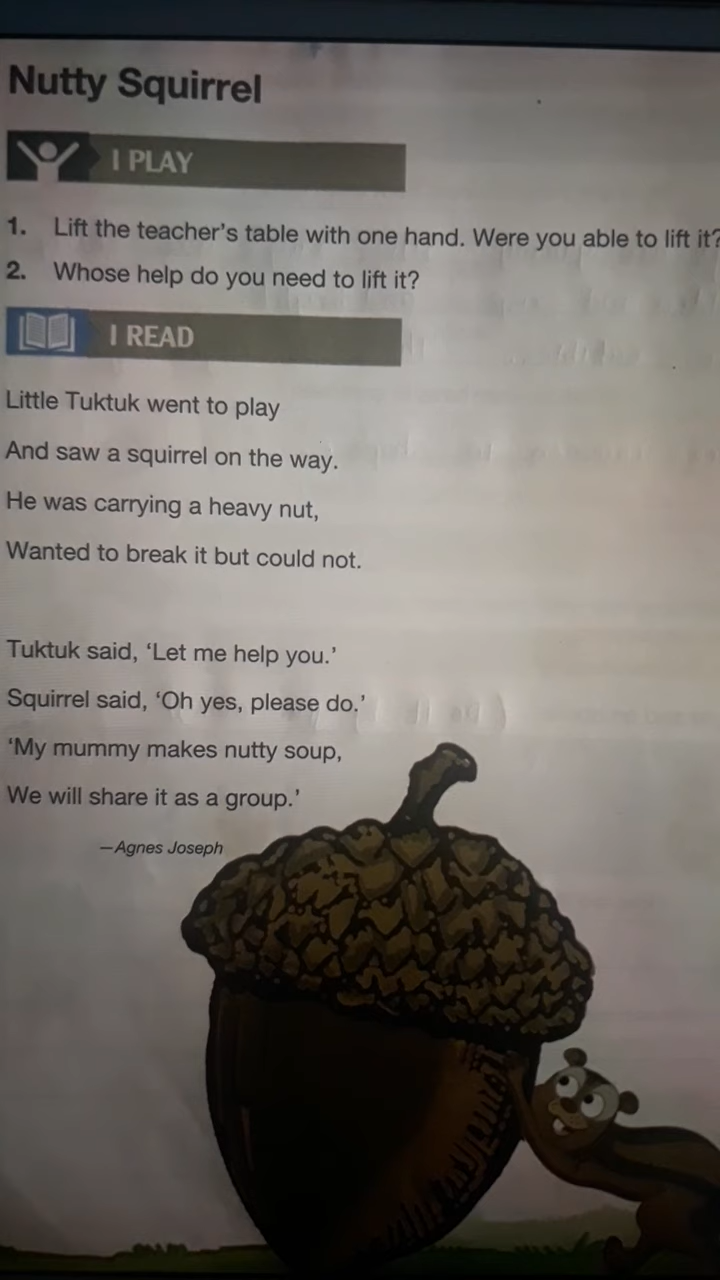 Nutty Squirrel
I PLAY
1. Lift the teacher's table with one hand. Were you able to lift it?
2. Whose help do you need to lift it?
I READ
Little Tuktuk went to play
And saw a squirrel on the way.
He was carrying a heavy nut,
Wanted to break it but could not.
Tuktuk said, ‘Let me help you.’
Squirrel said, ‘Oh yes, please do.’
‘My mummy makes nutty soup,
We will share it as a group.’
—Agnes Joseph